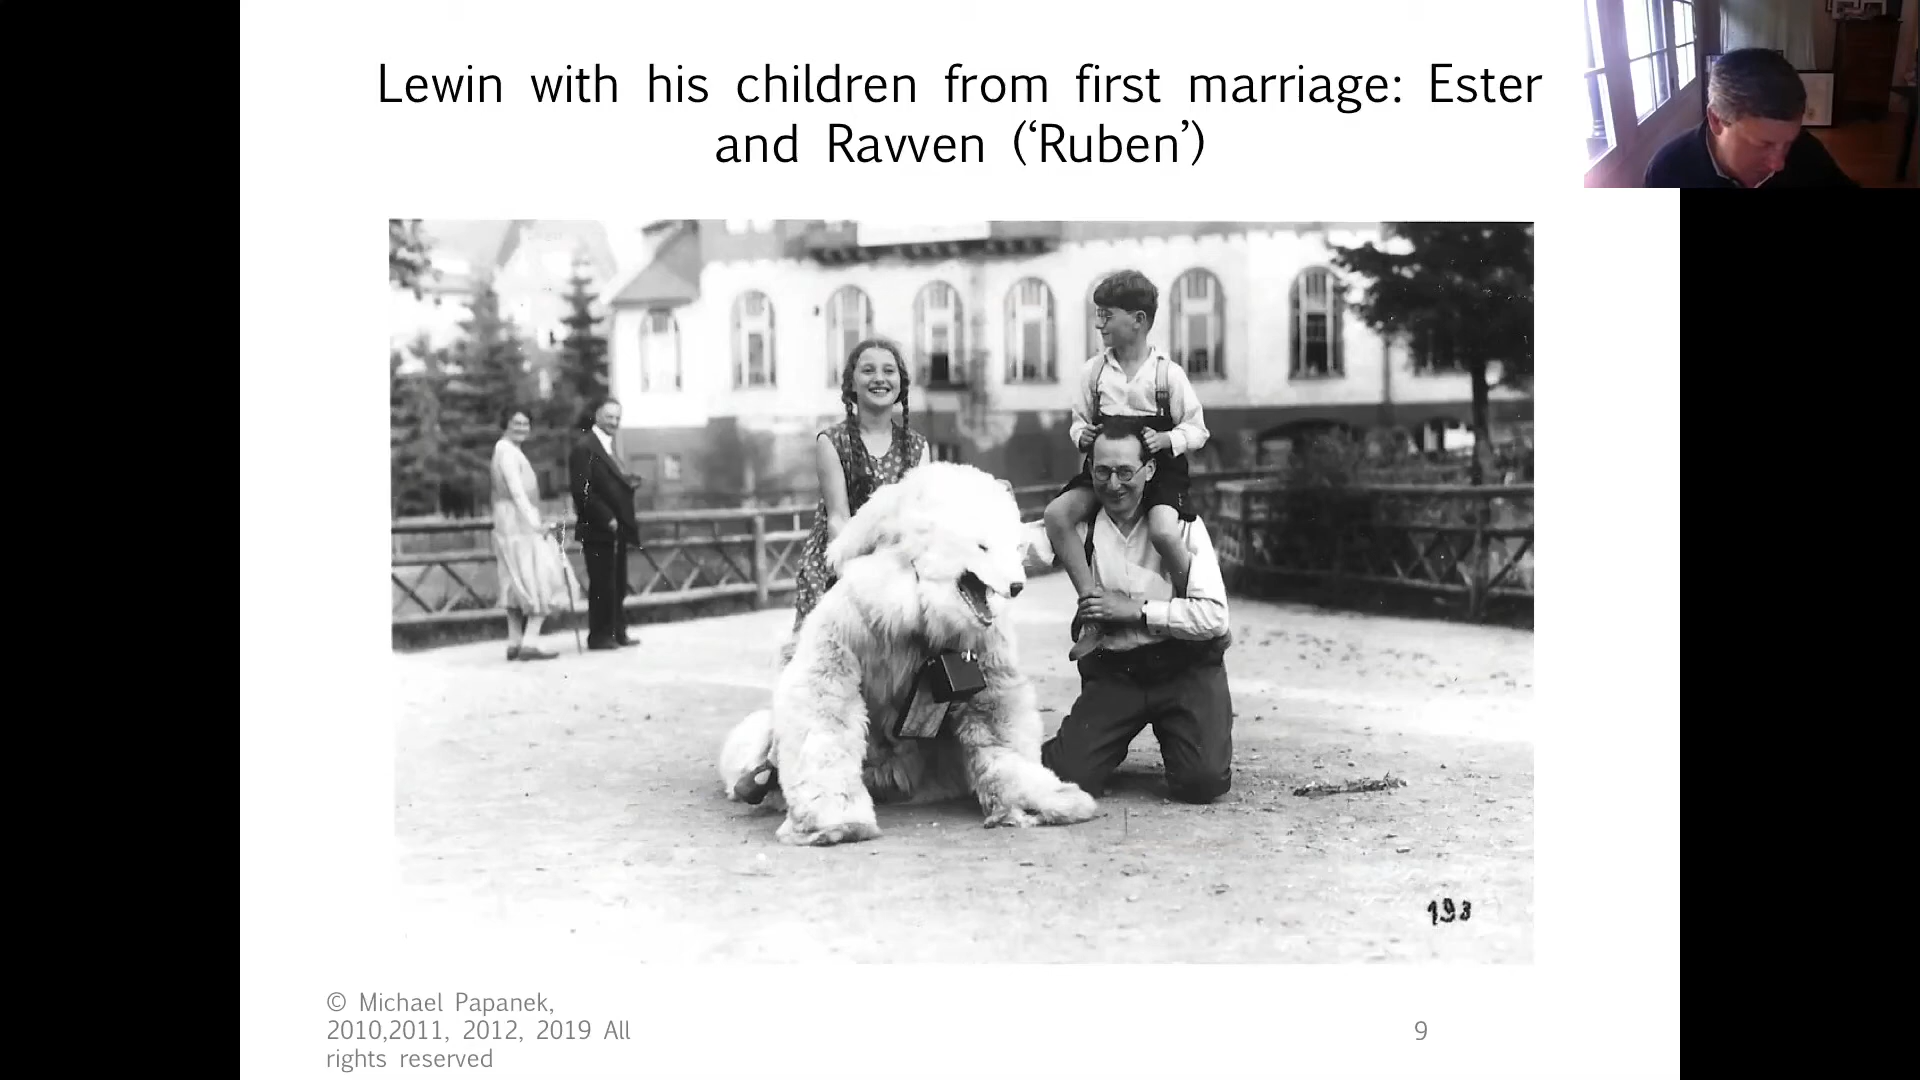 Lewin with his children from first marriage: Ester
and Ravven (‘Ruben’)
193
© Michael Papanek,
2010,2011, 2012, 2019 All
rights reserved
9